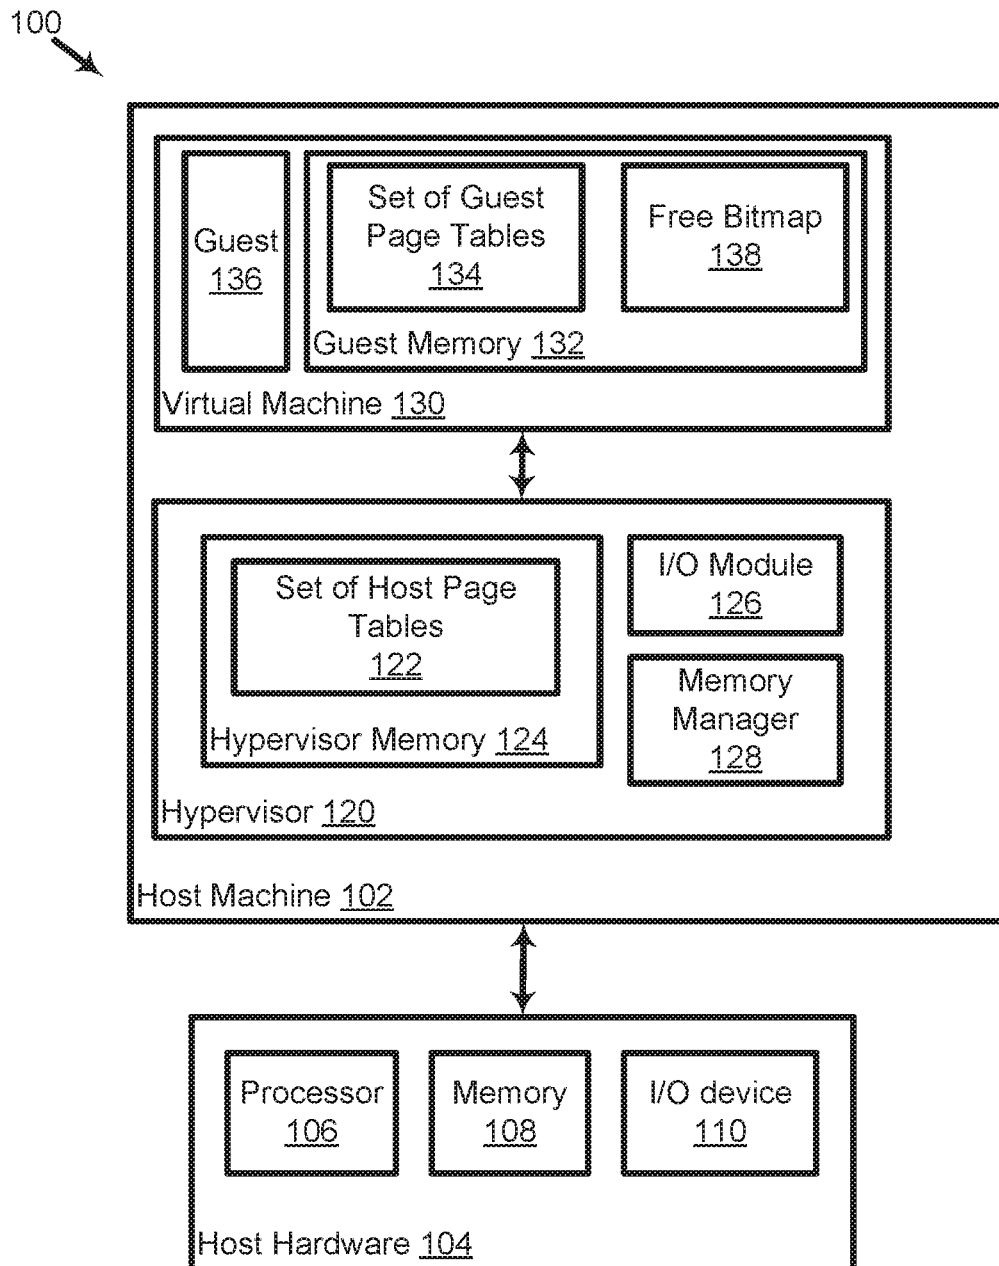 100
Guest
136
Set of Guest
Page Tables
134
Free Bitmap
138
Guest Memory 132
Virtual Machine 130
Set of Host Page
Tables
122
Hypervisor Memory 124
I/O Module
126
Memory
Manager
128
Hypervisor 120
Host Machine 102
Processor
106
Memory
108
I/O device
110
Host Hardware 104